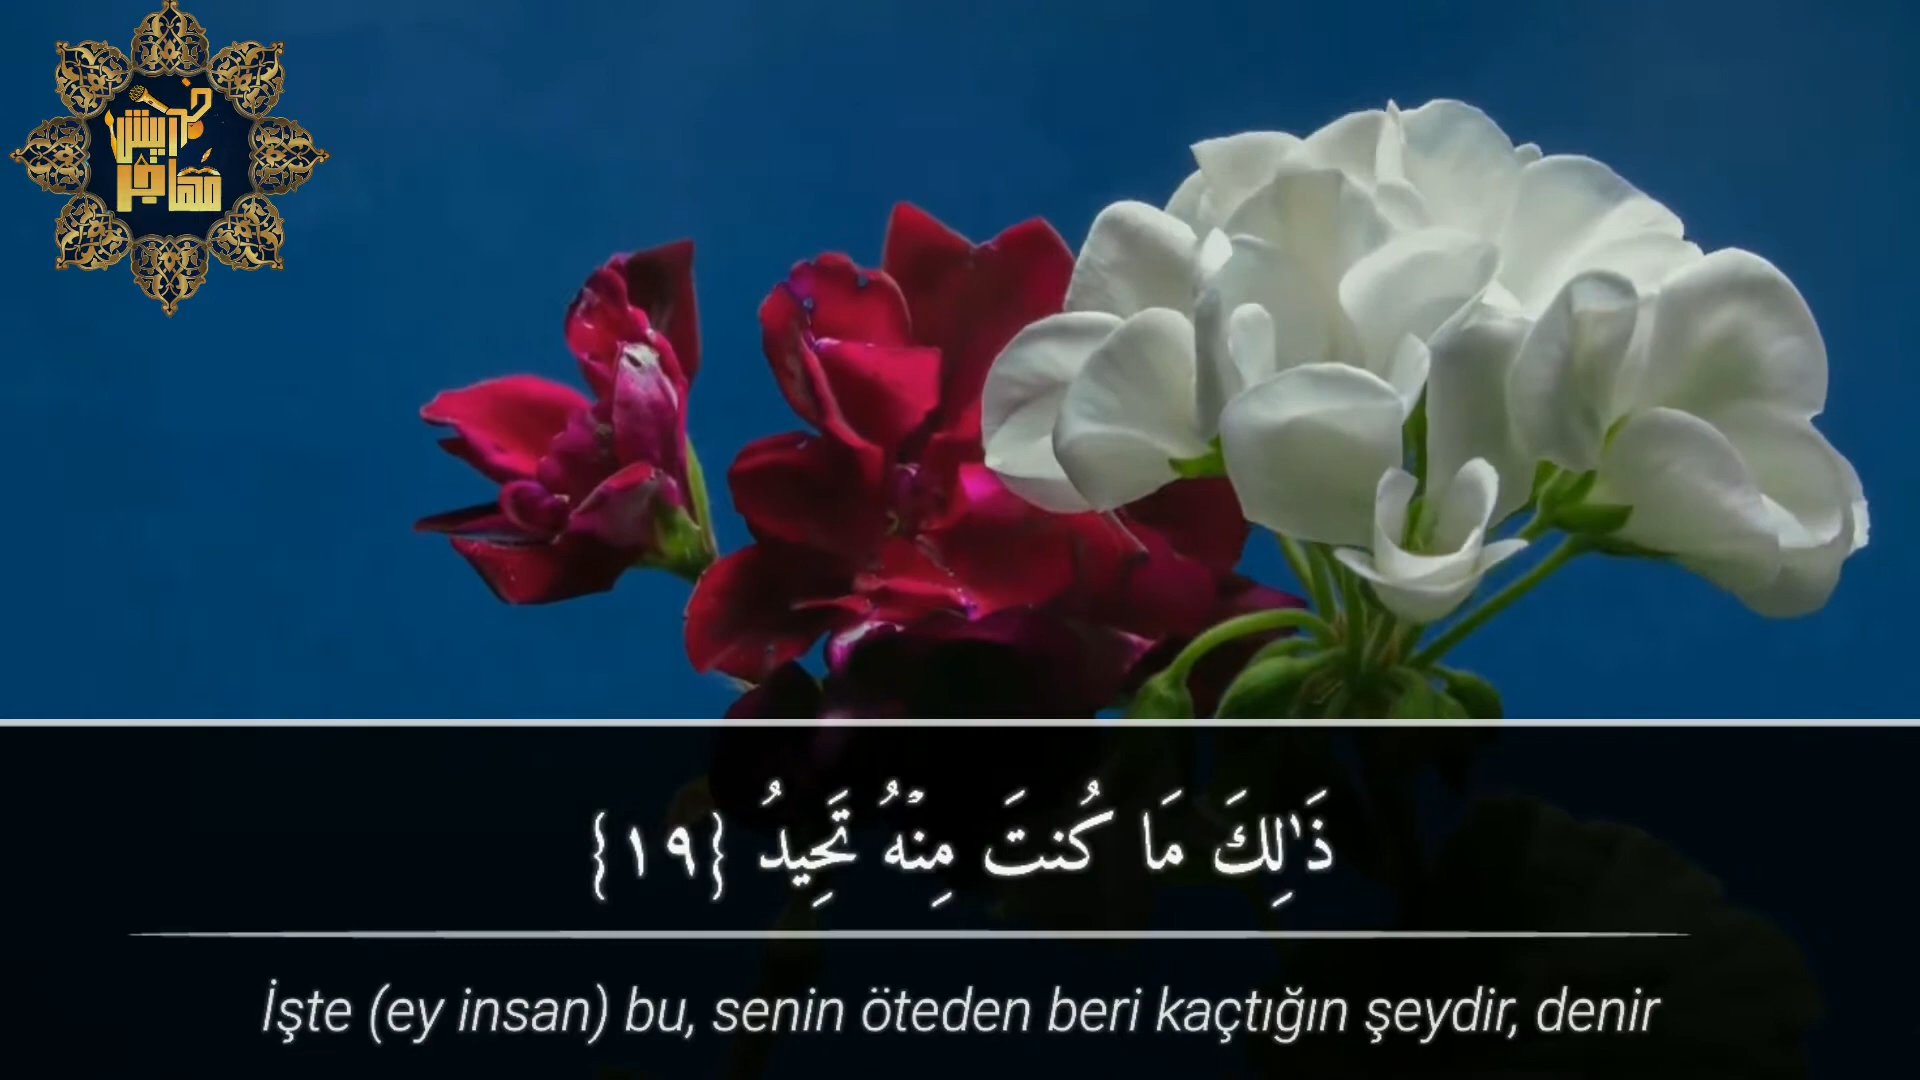 ذَٰلِكَ مَا كُنتَ مِنْهُ تَحِيدُ {١٩}
İşte (ey insan) bu, senin öteden beri kaçtığın şeydir, denir